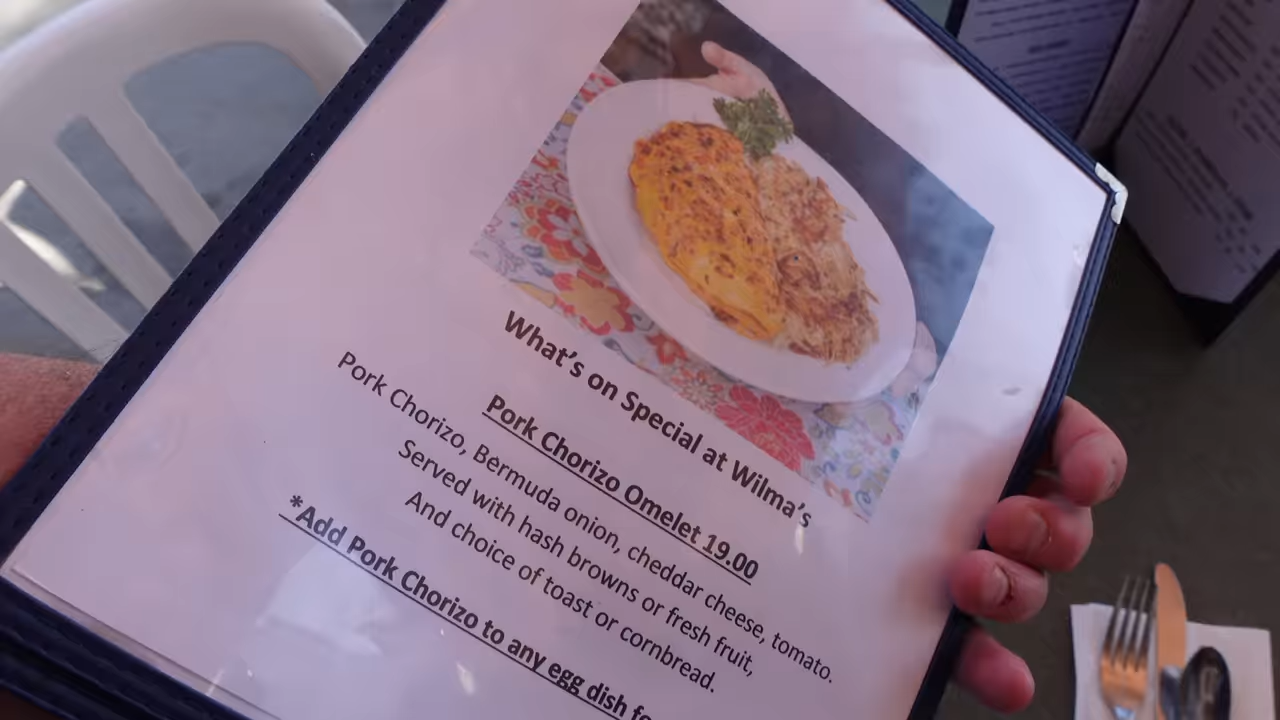 What's on Special at Wilma's
Pork Chorizo Omelet 19.00
Pork Chorizo, Bermuda onion, cheddar cheese, tomato.
Served with hash browns or fresh fruit,
And choice of toast or cornbread.
*Add Pork Chorizo to any egg dish